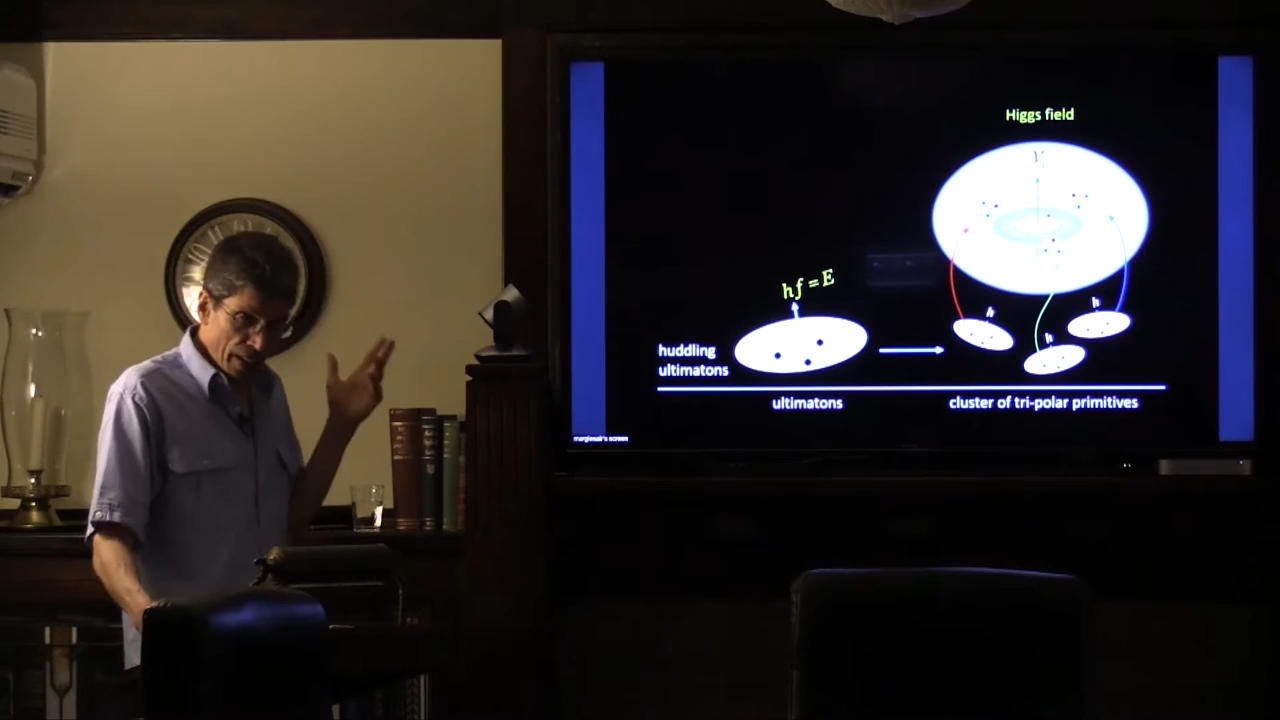 Higgs field
hf = E
h
h
h
huddling
ultimatons
ultimatons
cluster of tri-polar primitives